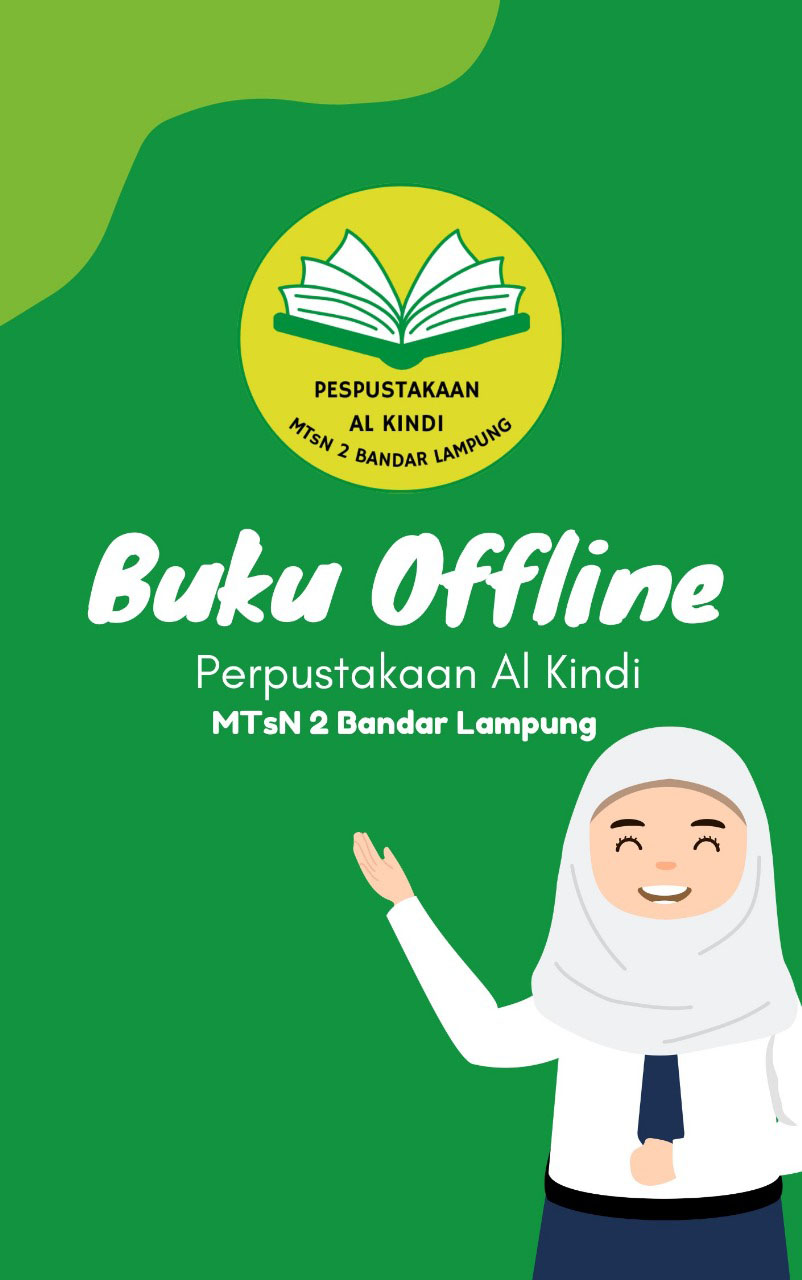 PESPUSTAKAAN
AL KINDI
MTsN 2 BANDAR LAMPUNG
Buku Offline
Perpustakaan Al Kindi
MTsN 2 Bandar Lampung